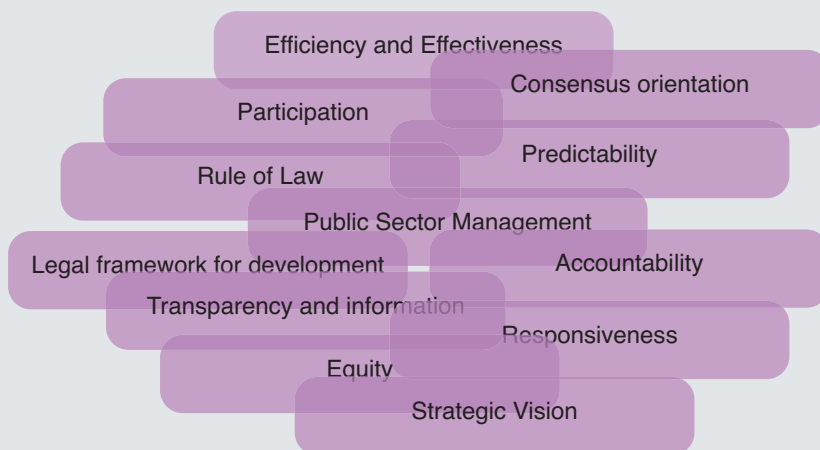 Efficiency and Effectiveness
Consensus orientation
Participation
Predictability
Rule of Law
Public Sector Management
Legal framework for development
Accountability
Transparency and information
Responsiveness
Equity
Strategic Vision